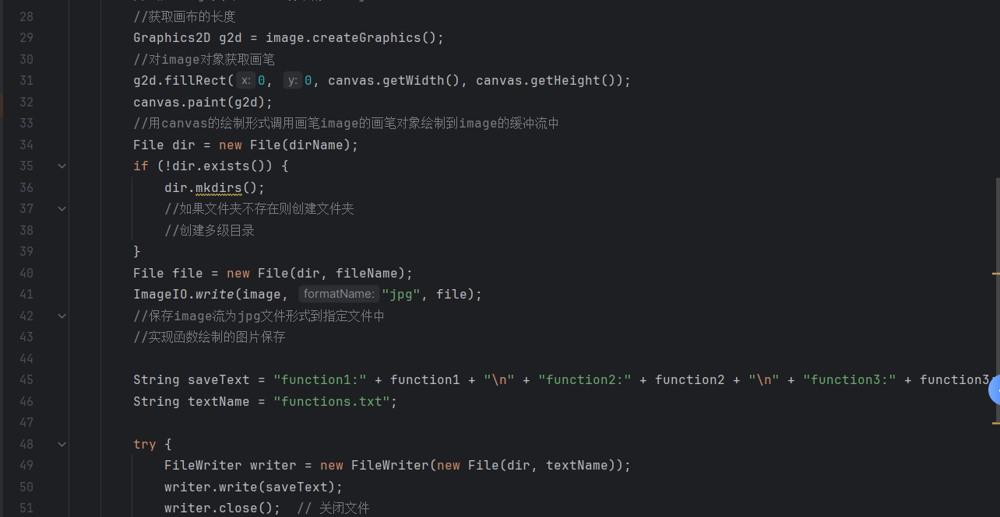 28 //获取画布的长度
29 Graphics2D g2d = image.createGraphics();
30 //对image对象获取画笔
31 g2d.fillRect( x: 0, y: 0, canvas.getWidth(), canvas.getHeight());
32 canvas.paint(g2d);
33 //用canvas的绘制形式调用画笔image的画笔对象绘制到image的缓冲流中
34 File dir = new File(dirName);
35 if (!dir.exists()) {
36 dir.mkdirs();
37 //如果文件夹不存在则创建文件夹
38 //创建多级目录
39 }
40 File file = new File(dir, fileName);
41 ImageIO.write(image, formatName: "jpg", file);
42 //保存image流为jpg文件形式到指定文件中
43 //实现函数绘制的图片保存
44
45 String saveText = "function1:" + function1 + "\n" + "function2:" + function2 + "\n" + "function3:" + function3
46 String textName = "functions.txt";
47
48 try {
49 FileWriter writer = new FileWriter(new File(dir, textName));
50 writer.write(saveText);
51 writer.close(); // 关闭文件